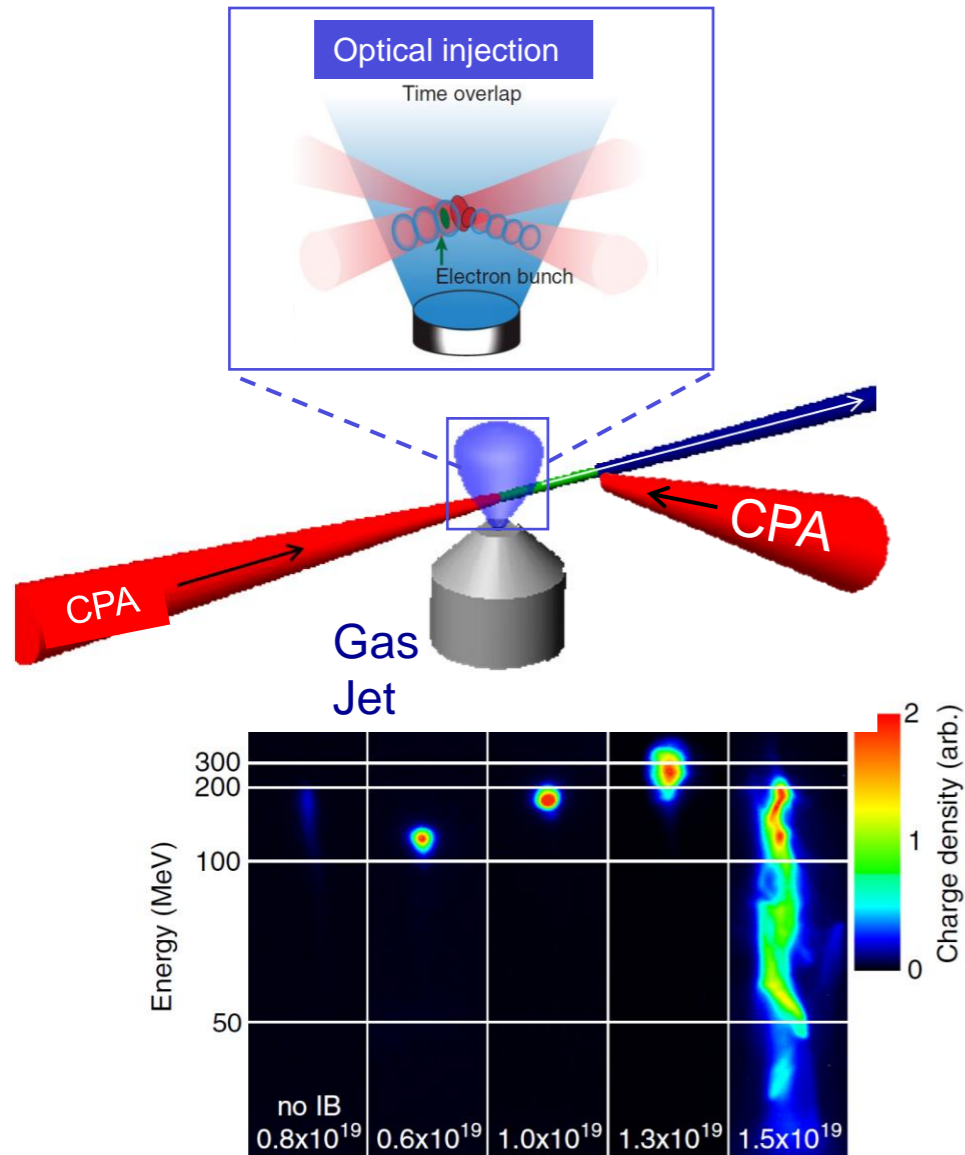 Optical injection
Time overlap
Electron bunch
CPA
CPA
Gas
Jet
Energy (MeV)
300
200
100
50
no IB
0.8x10¹⁹ 0.6x10¹⁹ 1.0x10¹⁹ 1.3x10¹⁹ 1.5x10¹⁹
2
1
0
Charge density (arb.)